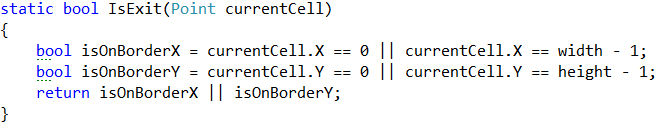 static bool IsExit(Point currentCell)
{
    bool isOnBorderX = currentCell.X == 0 || currentCell.X == width - 1;
    bool isOnBorderY = currentCell.Y == 0 || currentCell.Y == height - 1;
    return isOnBorderX || isOnBorderY;
}